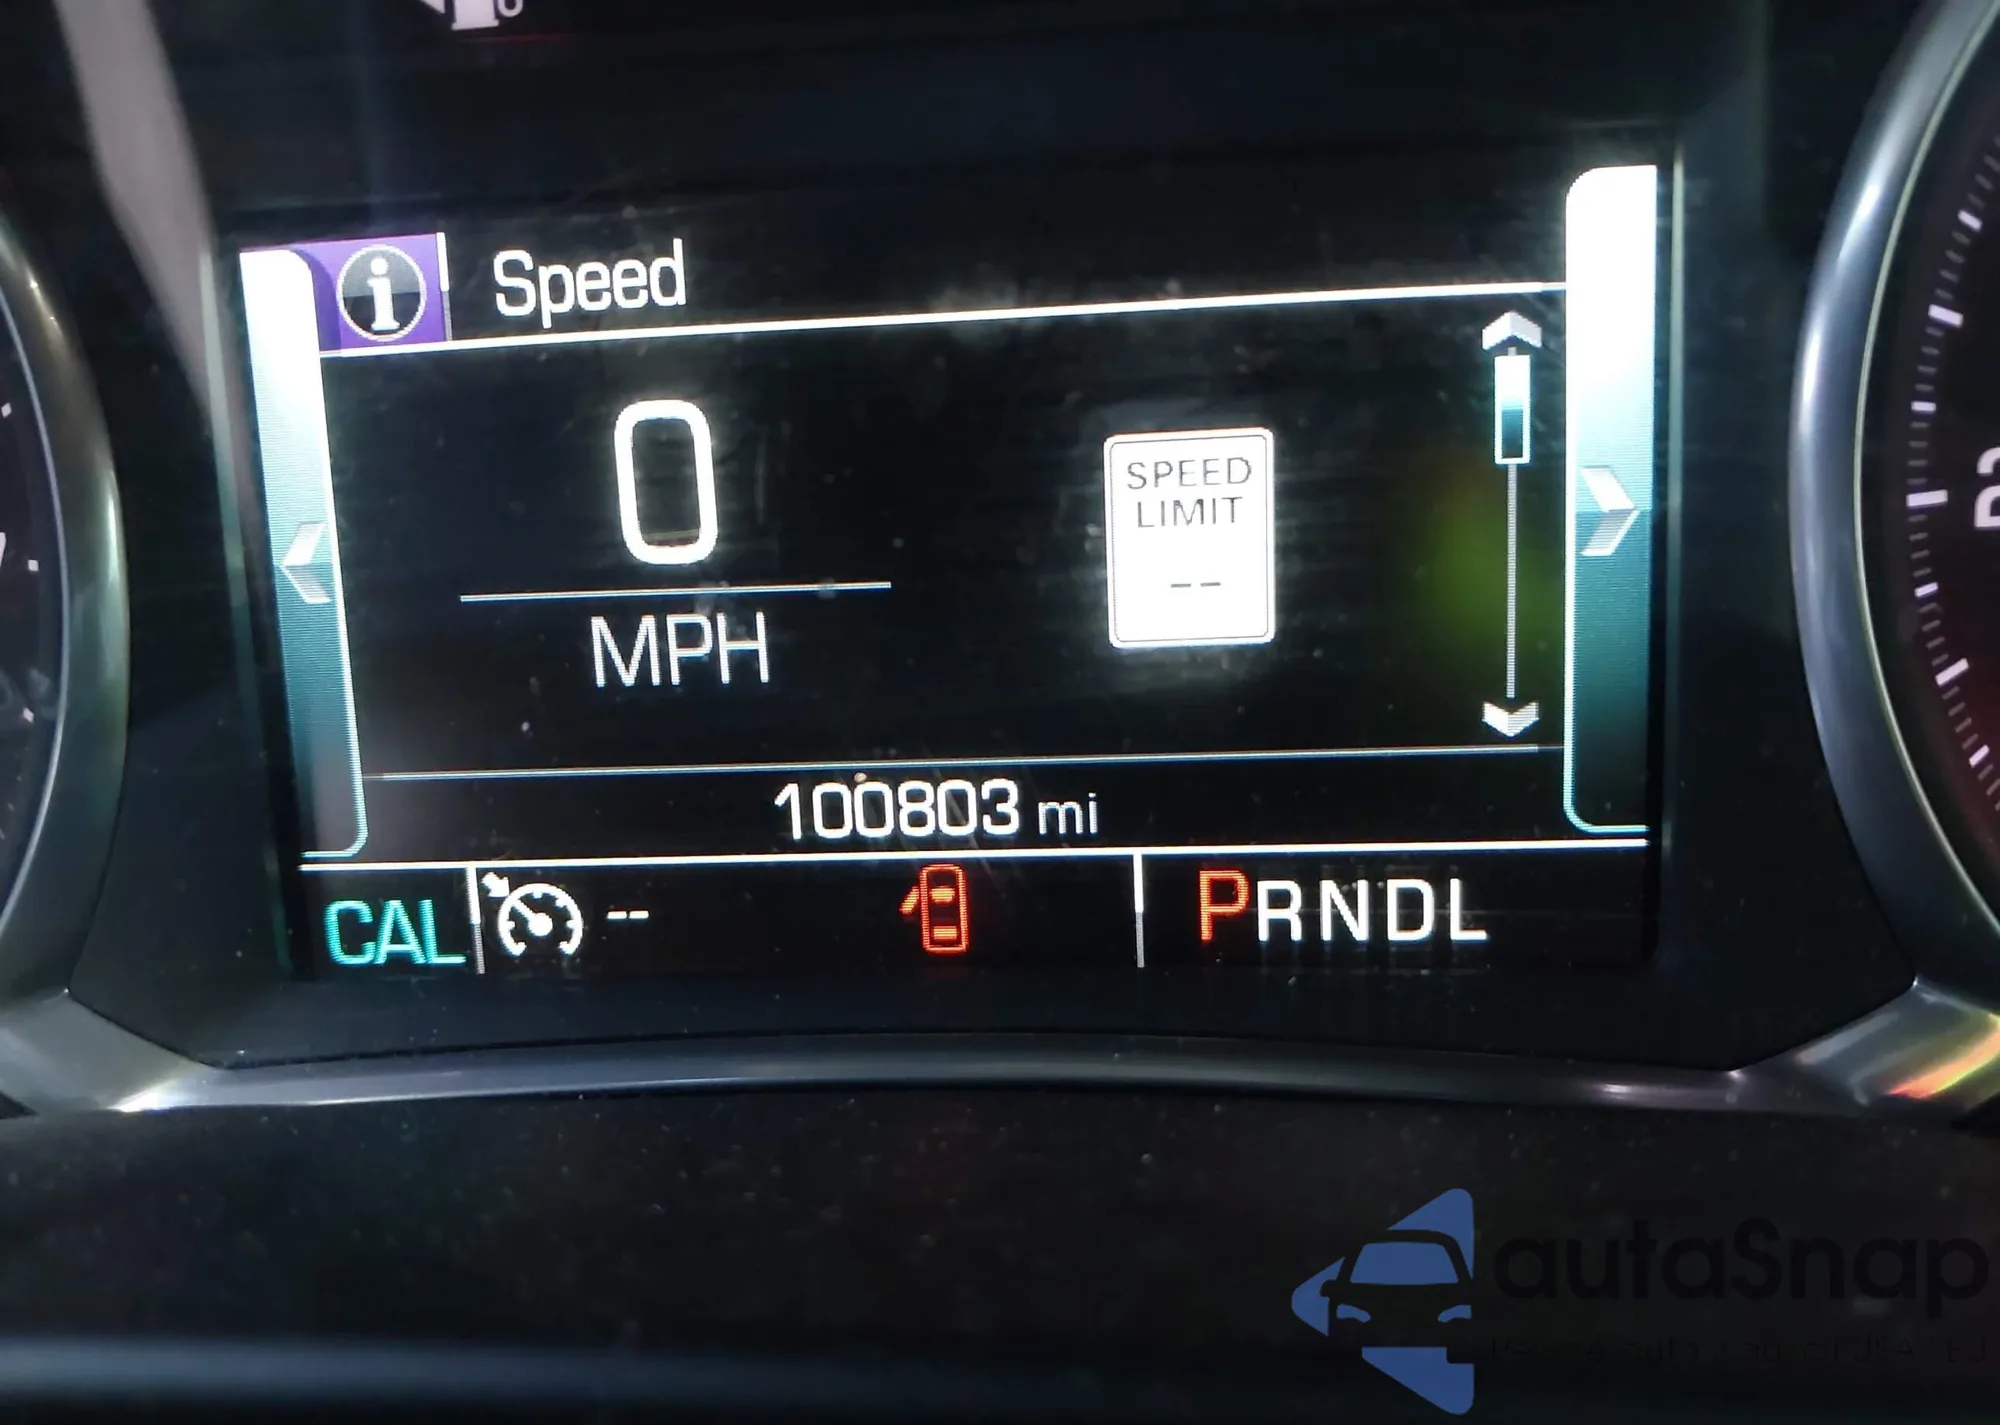 Speed
0
MPH
SPEED
LIMIT
--
100803 mi
CAL
--
PRNDL
autaSnap